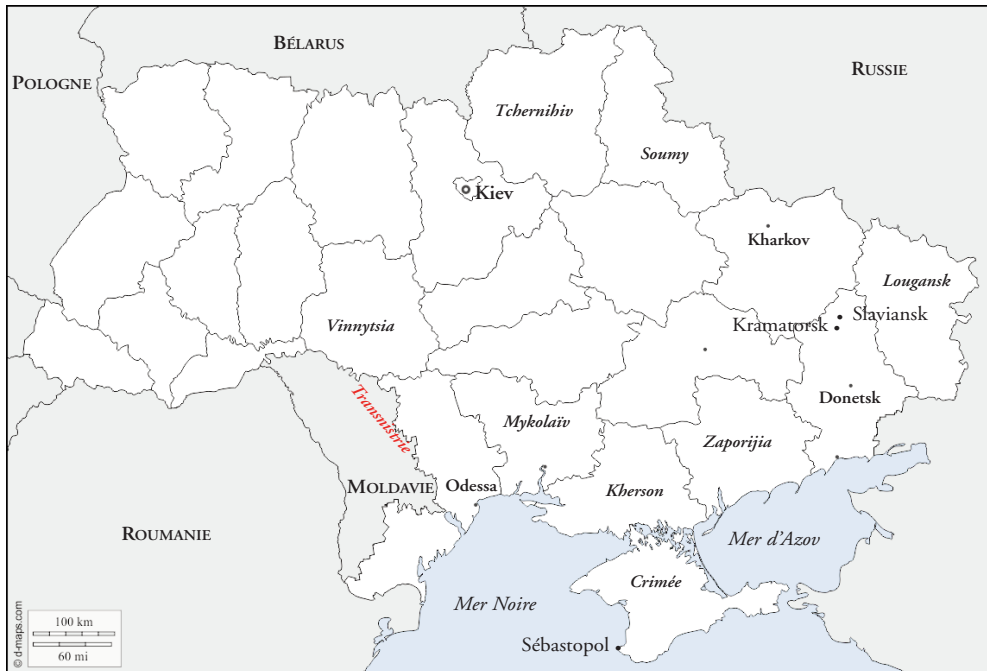 BÉLARUS
POLOGNE
RUSSIE
Tchernihiv
Soumy
Kiev
Kharkov
Lougansk
Slaviansk
Kramatorsk
Vinnytsia
Transnistrie
Donetsk
Mykolaïv
Zaporijia
MOLDAVIE
Odessa
Kherson
ROUMANIE
Mer d'Azov
Crimée
Mer Noire
Sébastopol
100 km
60 mi
© d-maps.com